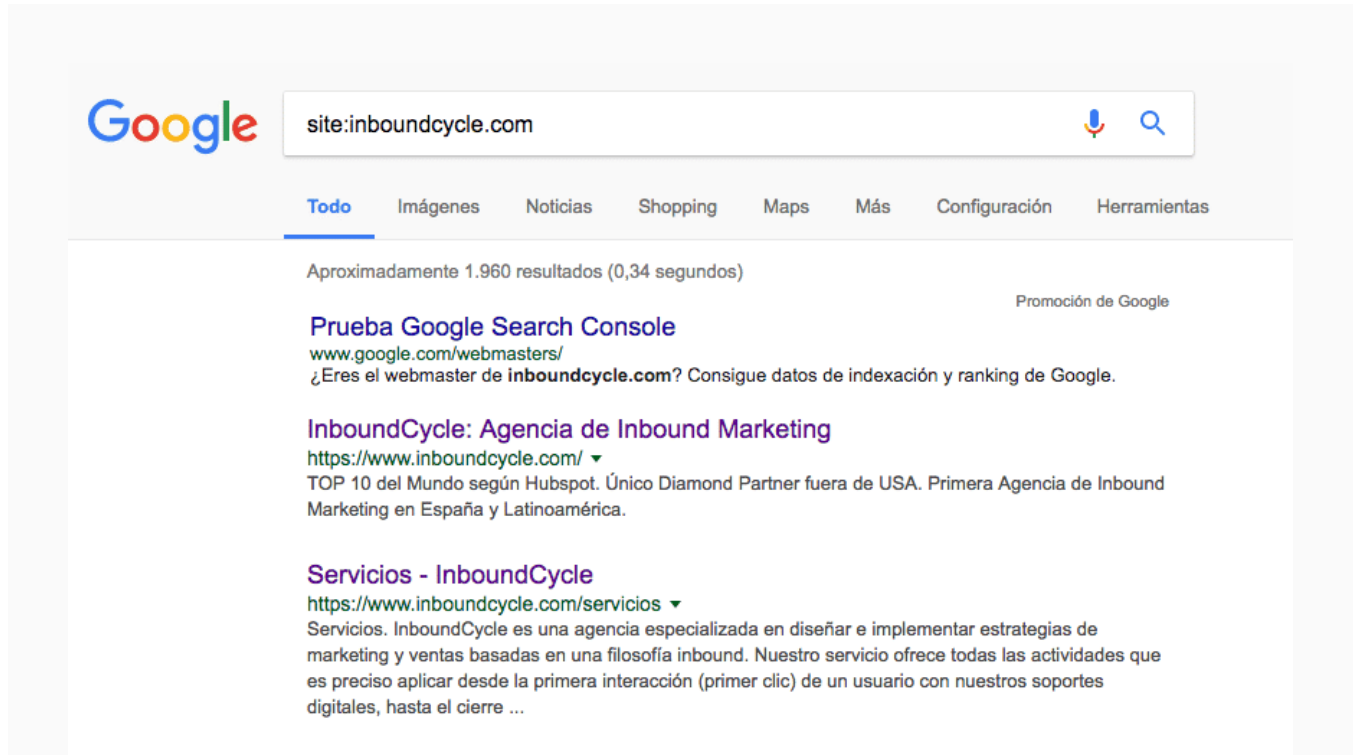 Google
site:inboundcycle.com
Todo Imágenes Noticias Shopping Maps Más Configuración Herramientas
Aproximadamente 1.960 resultados (0,34 segundos)
Promoción de Google
Prueba Google Search Console
www.google.com/webmasters/
¿Eres el webmaster de inboundcycle.com? Consigue datos de indexación y ranking de Google.
InboundCycle: Agencia de Inbound Marketing
https://www.inboundcycle.com/
TOP 10 del Mundo según Hubspot. Único Diamond Partner fuera de USA. Primera Agencia de Inbound
Marketing en España y Latinoamérica.
Servicios - InboundCycle
https://www.inboundcycle.com/servicios
Servicios. InboundCycle es una agencia especializada en diseñar e implementar estrategias de
marketing y ventas basadas en una filosofía inbound. Nuestro servicio ofrece todas las actividades que
es preciso aplicar desde la primera interacción (primer clic) de un usuario con nuestros soportes
digitales, hasta el cierre ...